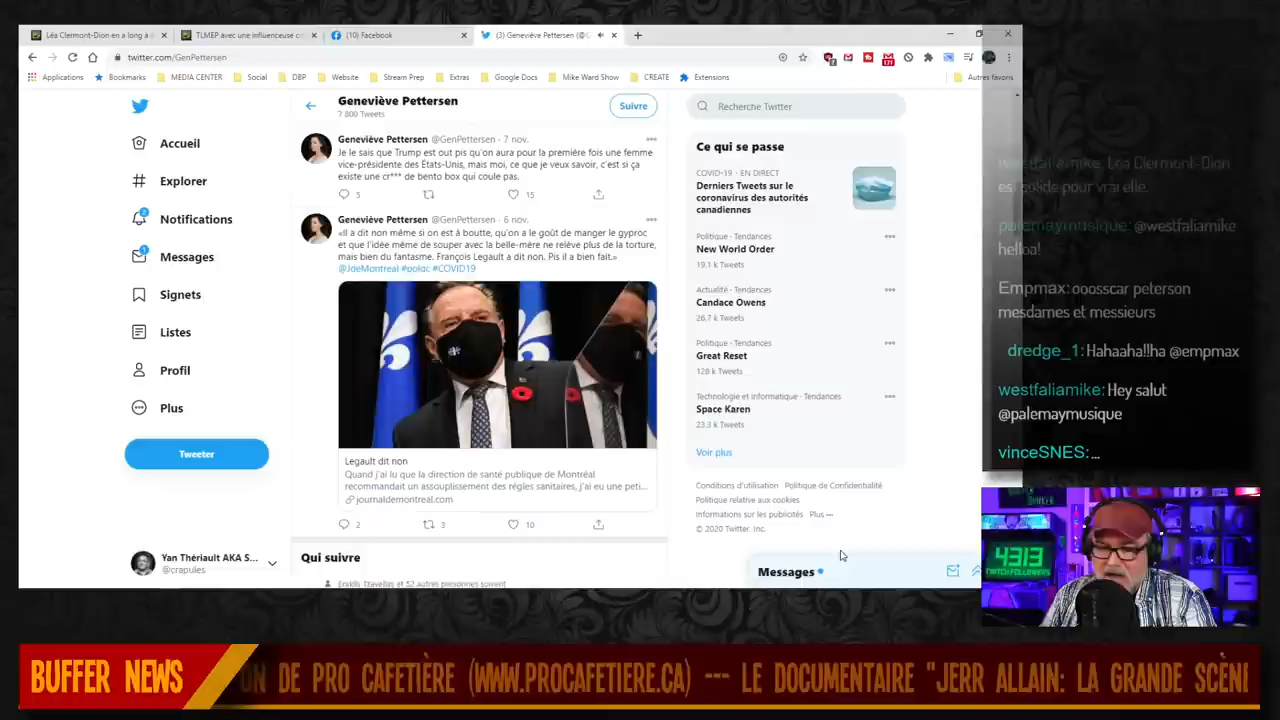 Léa Clermont-Dion en a long à
TLMEP avec une influenceuse co
(10) Facebook
(3) Geneviève Pettersen (@G
twitter.com/GenPettersen
Applications
Bookmarks
MEDIA CENTER
Social
DBP
Website
Stream Prep
Extras
Google Docs
Mike Ward Show
CREATE
Extensions
Autres favoris
Accueil
Explorer
Notifications
Messages
Signets
Listes
Profil
Plus
Tweeter
Yan Thériault AKA S...
@crapules
Geneviève Pettersen
7 800 Tweets
Suivre
Geneviève Pettersen @GenPettersen · 7 nov.
Je le sais que Trump est out pis qu'on aura pour la première fois une femme
vice-présidente des États-Unis, mais moi, ce que je veux savoir, c'est si ça
existe une cr*** de bento box qui coule pas.
5
15
Geneviève Pettersen @GenPettersen · 6 nov.
«Il a dit non même si on est à boutte, qu'on a le goût de manger le gyproc
et que l'idée même de souper avec la belle-mère ne relève plus de la torture,
mais bien du fantasme. François Legault a dit non. Pis il a bien fait.»
@JdeMontreal #polqc #COVID19
Legault dit non
Quand j'ai lu que la direction de santé publique de Montréal
recommandait un assouplissement des règles sanitaires, j'ai eu une peti...
journaldemontreal.com
2
3
10
Qui suivre
Recherche Twitter
Ce qui se passe
COVID-19 · EN DIRECT
Derniers Tweets sur le
coronavirus des autorités
canadiennes
Politique · Tendances
New World Order
19.1 k Tweets
Actualité · Tendances
Candace Owens
26.7 k Tweets
Politique · Tendances
Great Reset
128 k Tweets
Technologie et informatique · Tendances
Space Karen
23.3 k Tweets
Voir plus
Conditions d'utilisation Politique de Confidentialité
Politique relative aux cookies
Informations sur les publicités Plus
© 2020 Twitter, Inc.
Messages
westfaliamike: Léa Clermont-Dion
est solide pour vrai elle.
palemaymusique: @westfaliamike
helloa!
Empmax: ooosscar peterson
mesdames et messieurs
dredge_1: Hahaaha!!ha @empmax
westfaliamike: Hey salut
@palemaymusique
vinceSNES: ...
4313
TWITCH FOLLOWERS
BUFFER NEWS
ON DE PRO CAFETIÈRE (WWW.PROCAFETIERE.CA) --- LE DOCUMENTAIRE "JERR ALLAIN: LA GRANDE SCÈN